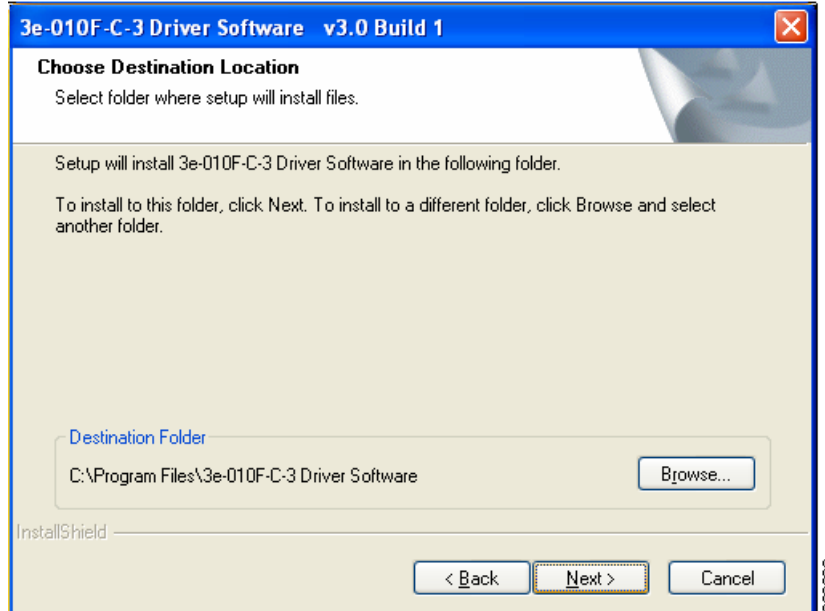 3e-010F-C-3 Driver Software v3.0 Build 1
Choose Destination Location
Select folder where setup will install files.
Setup will install 3e-010F-C-3 Driver Software in the following folder.
To install to this folder, click Next. To install to a different folder, click Browse and select
another folder.
Destination Folder
C:\Program Files\3e-010F-C-3 Driver Software
Browse...
InstallShield
< Back
Next >
Cancel